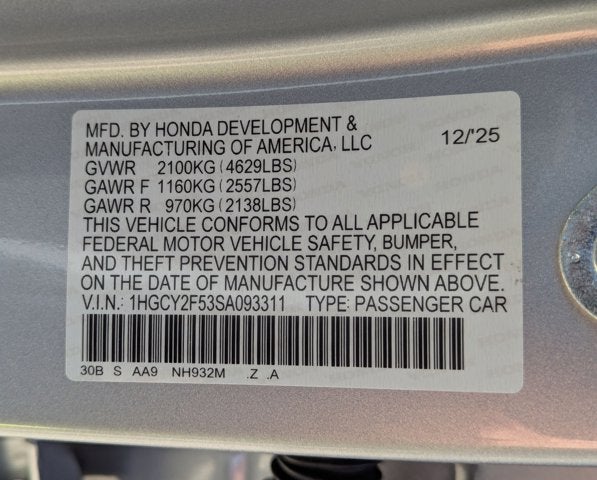 MFD. BY HONDA DEVELOPMENT &
MANUFACTURING OF AMERICA, LLC 12/'25
GVWR 2100KG (4629LBS)
GAWR F 1160KG (2557LBS)
GAWR R 970KG (2138LBS)
THIS VEHICLE CONFORMS TO ALL APPLICABLE
FEDERAL MOTOR VEHICLE SAFETY, BUMPER,
AND THEFT PREVENTION STANDARDS IN EFFECT
ON THE DATE OF MANUFACTURE SHOWN ABOVE.
V.I.N.: 1HGCY2F53SA093311 TYPE: PASSENGER CAR
30B S AA9 NH932M .Z .A